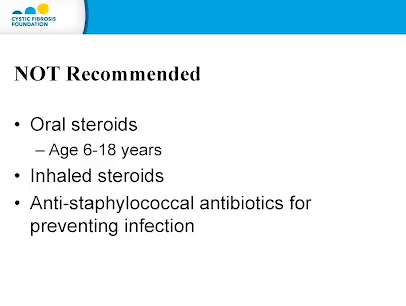 CYSTIC FIBROSIS
FOUNDATION
NOT Recommended
• Oral steroids
– Age 6-18 years
• Inhaled steroids
• Anti-staphylococcal antibiotics for
preventing infection